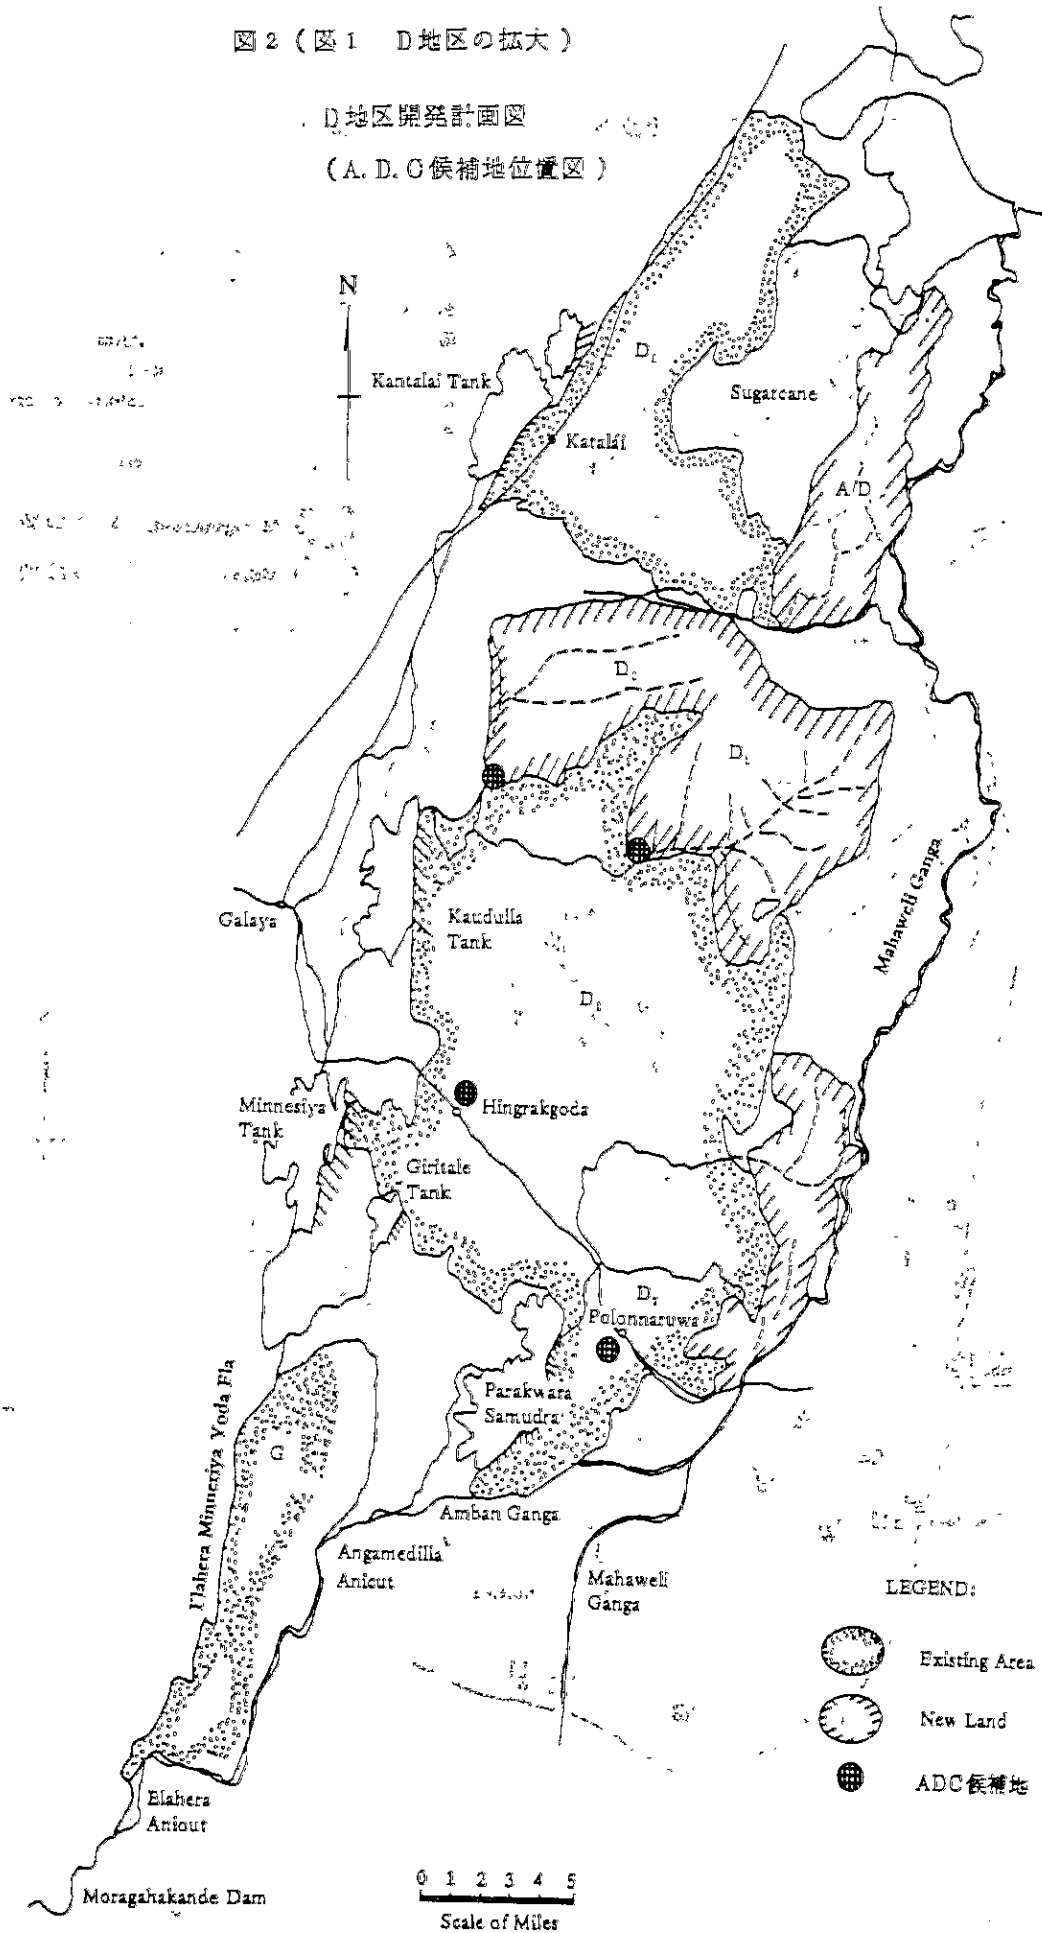 図2(図1 D地区の拡大)
D地区開発計画図
(A.D.C候補地位置図)
N
Kantalai Tank
D₁
Sugarcane
Katalai
A/D
D₂
D₁
Galaya
Kaudulla
Tank
Mahaweli Ganga
D₂
Minnesiya
Tank
Hingrakgoda
Giritale
Tank
D₂
Polonnaruwa
Elahera Minneriya Yoda Ela
Parakwara
Samudra
G
Amban Ganga
Angamedilla
Anicut
Mahaweli
Ganga
LEGEND:
Existing Area
New Land
ADC候補地
Elahera
Anicut
Moragahakande Dam
0 1 2 3 4 5
Scale of Miles